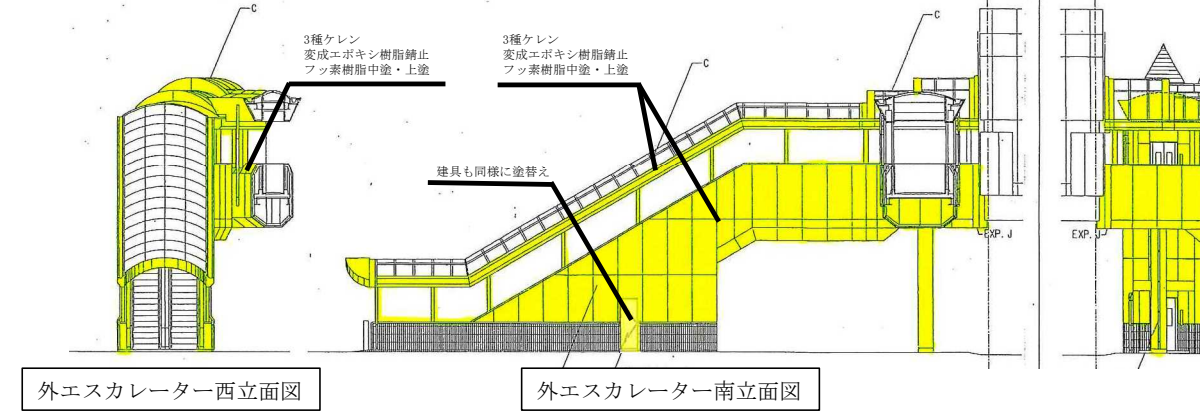 C
3種ケレン
変成エポキシ樹脂錆止
フッ素樹脂中塗・上塗
3種ケレン
変成エポキシ樹脂錆止
フッ素樹脂中塗・上塗
C
C
建具も同様に塗替え
EXP.J
EXP.J
外エスカレーター西立面図
外エスカレーター南立面図